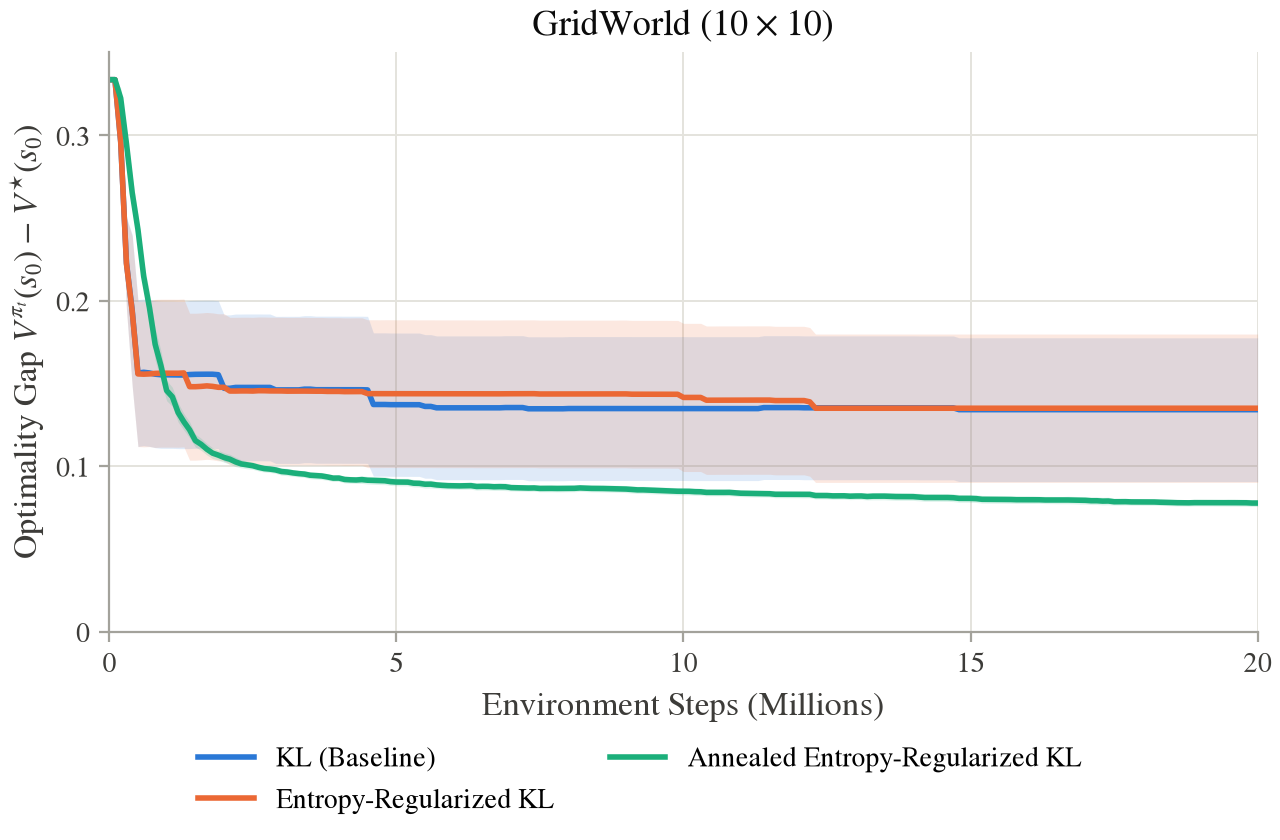 GridWorld (10 × 10)
Optimality Gap V^{π_t}(s_0) − V^★(s_0)
0.3
0.2
0.1
0
0 5 10 15 20
Environment Steps (Millions)
KL (Baseline)
Entropy-Regularized KL
Annealed Entropy-Regularized KL